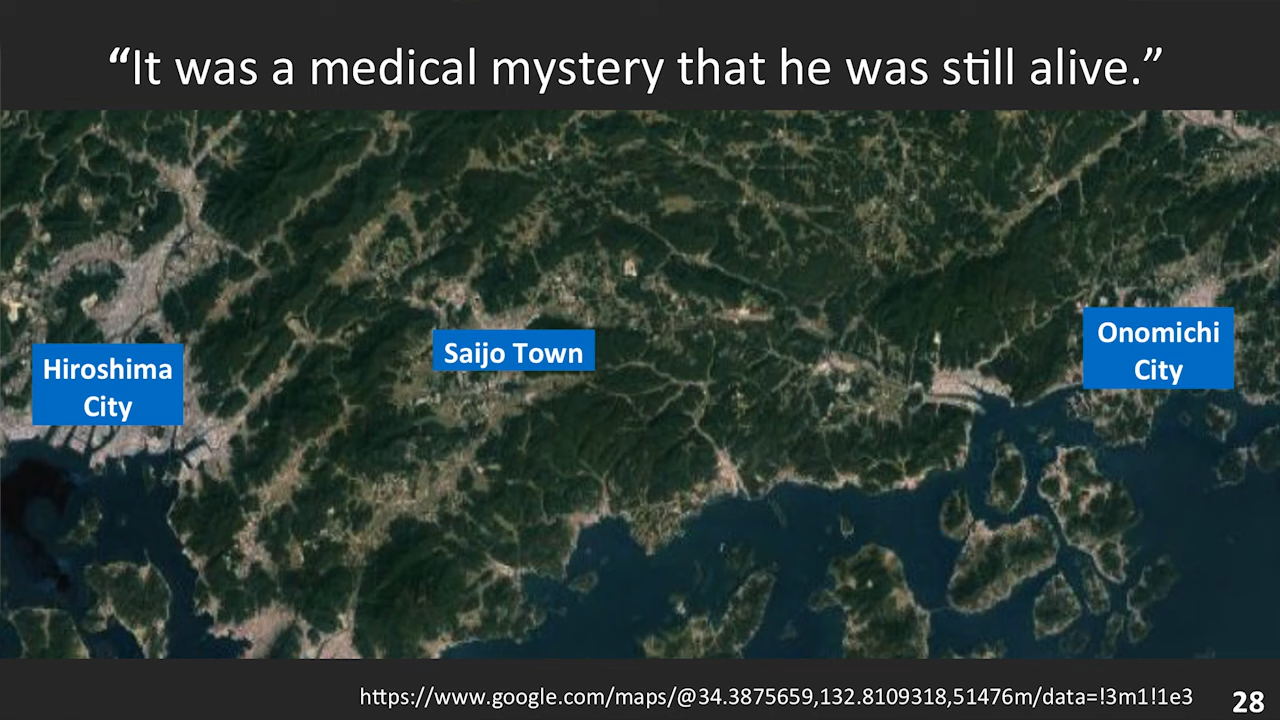 “It was a medical mystery that he was still alive.”
Hiroshima
City
Saijo Town
Onomichi
City
https://www.google.com/maps/@34.3875659,132.8109318,51476m/data=!3m1!1e3
28